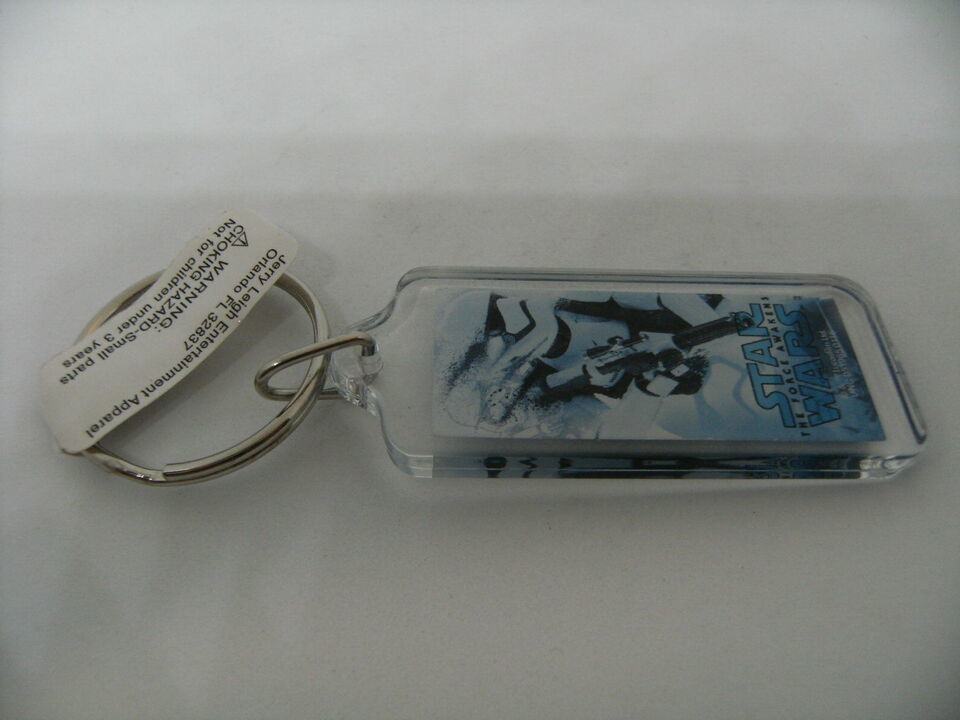 Jerry Leigh Entertainment Apparel
Orlando FL 32837
WARNING:
CHOKING HAZARD-Small parts
Not for children under 3 years
STAR
THE FORCE AWAKENS
WARS